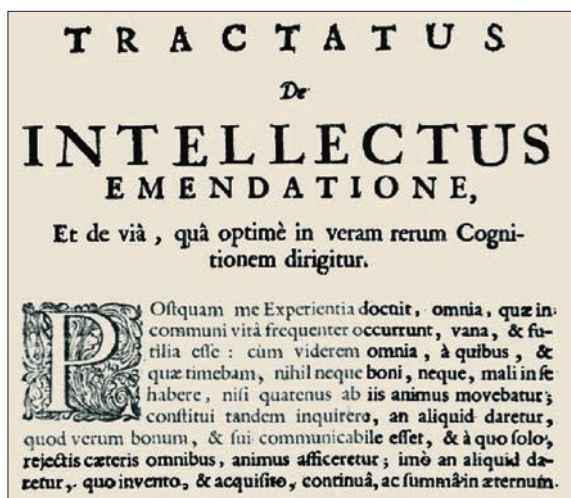 TRACTATUS
De
INTELLECTUS
EMENDATIONE,
Et de viâ, quâ optimè in veram rerum Cogni-
tionem dirigitur.
POſtquam me Experientia docuit, omnia, quæ in
communi vitâ frequenter occurrunt, vana, & fu-
tilia eſſe: cùm viderem omnia, à quibus, &
quæ timebam, nihil neque boni, neque, mali in ſe
habere, niſi quatenus ab iis animus movebatur;
conſtitui tandem inquirere, an aliquid daretur,
quod verum bonum, & ſui communicabile eſſet, & à quo ſolo,
rejectis cæteris omnibus, animus afficeretur; imò an aliquid da-
retur, quo invento, & acquiſito, continuâ, ac ſummâ in æternum